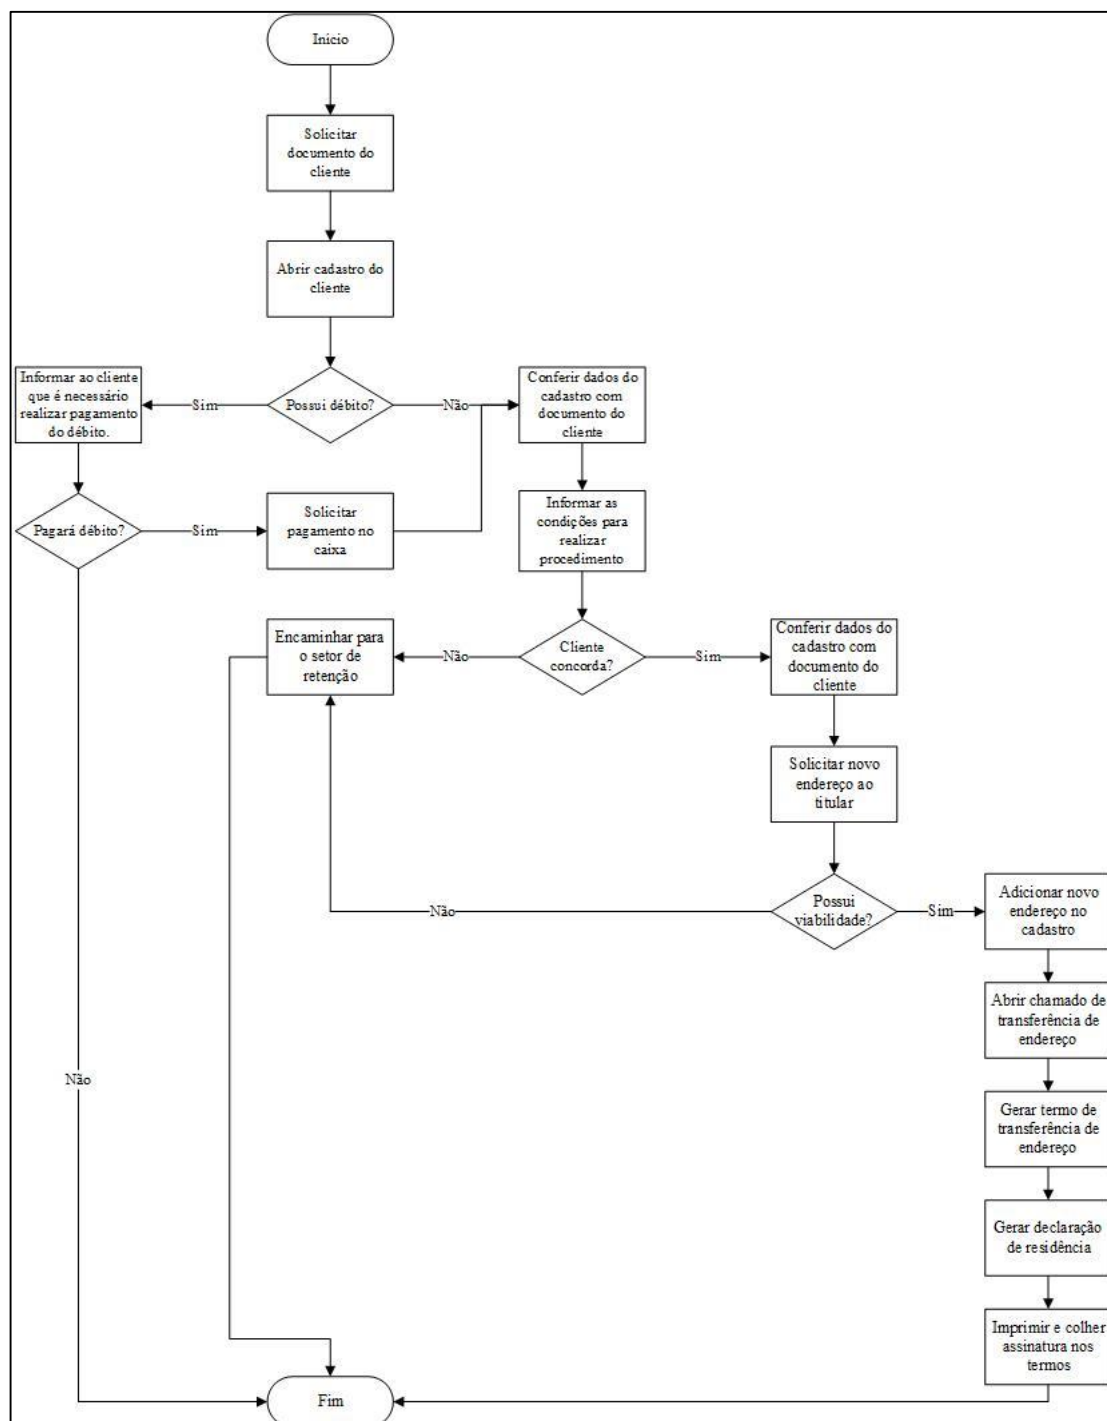 Inicio
Solicitar
documento do
cliente
Abrir cadastro do
cliente
Informar ao cliente
que é necessário
realizar pagamento
do débito.
Sim
Possui débito?
Não
Conferir dados do
cadastro com
documento do
cliente
Pagará débito?
Sim
Solicitar
pagamento no
caixa
Informar as
condições para
realizar
procedimento
Encaminhar para
o setor de
retenção
Não
Cliente
concorda?
Sim
Conferir dados do
cadastro com
documento do
cliente
Solicitar novo
endereço ao
titular
Não
Possui
viabilidade?
Sim
Adicionar novo
endereço no
cadastro
Abrir chamado de
transferência de
endereço
Não
Gerar termo de
transferência de
endereço
Gerar declaração
de residência
Imprimir e colher
assinatura nos
termos
Fim